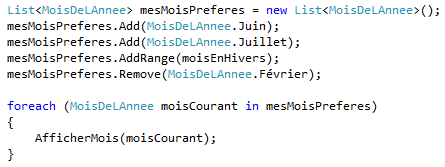 List<MoisDeLAnnee> mesMoisPreferes = new List<MoisDeLAnnee>();
mesMoisPreferes.Add(MoisDeLAnnee.Juin);
mesMoisPreferes.Add(MoisDeLAnnee.Juillet);
mesMoisPreferes.AddRange(moisEnHivers);
mesMoisPreferes.Remove(MoisDeLAnnee.Février);
foreach (MoisDeLAnnee moisCourant in mesMoisPreferes)
{
    AfficherMois(moisCourant);
}